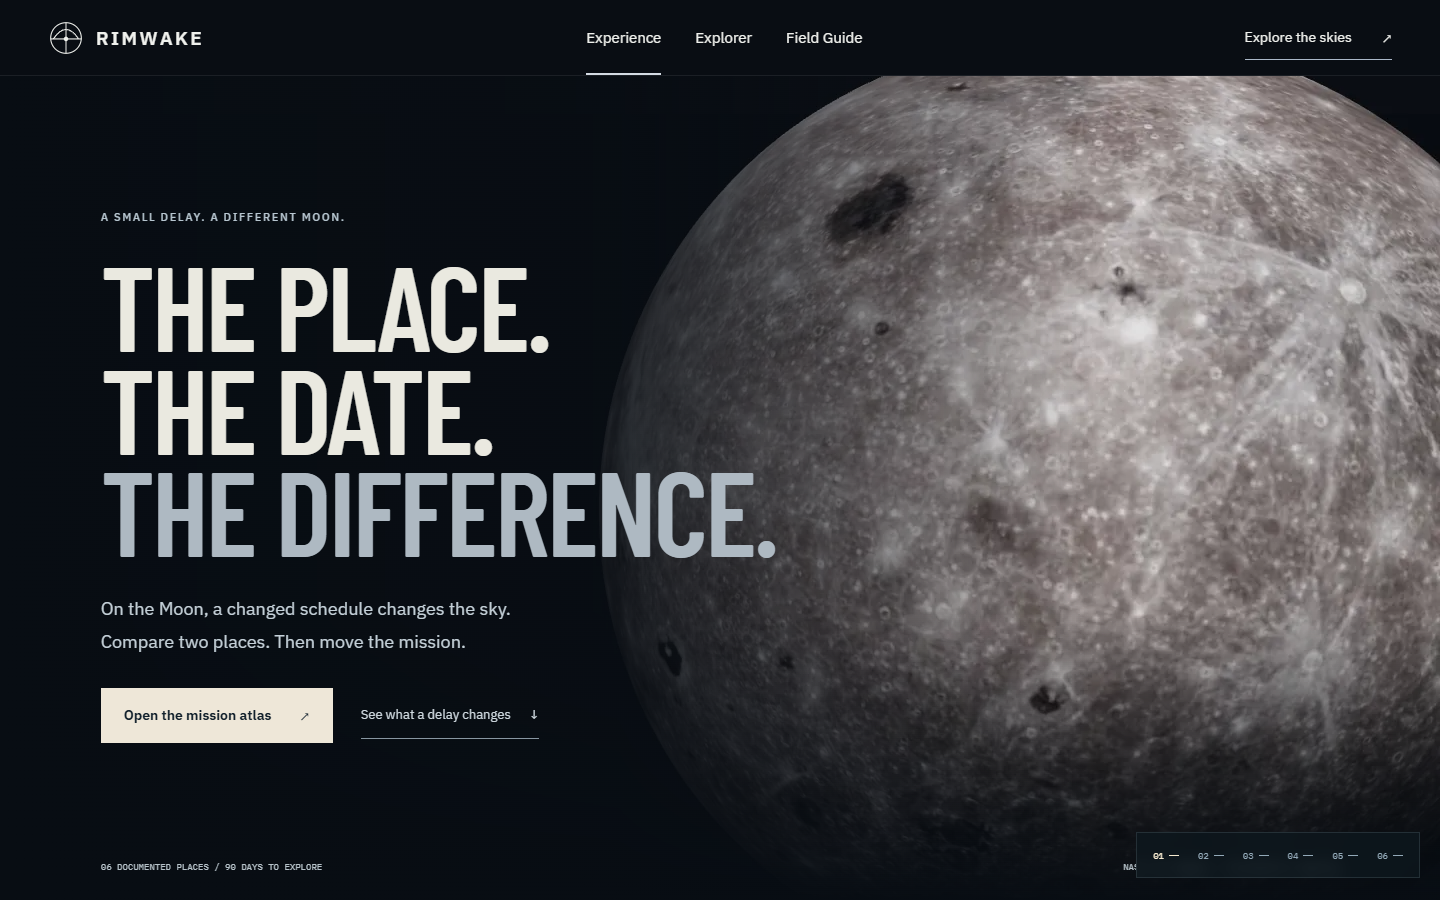 RIMWAKE
Experience
Explorer
Field Guide
Explore the skies ↗
A SMALL DELAY. A DIFFERENT MOON.
THE PLACE.
THE DATE.
THE DIFFERENCE.
On the Moon, a changed schedule changes the sky.
Compare two places. Then move the mission.
Open the mission atlas ↗
See what a delay changes ↓
06 DOCUMENTED PLACES / 90 DAYS TO EXPLORE
01 — 02 — 03 — 04 — 05 — 06 —